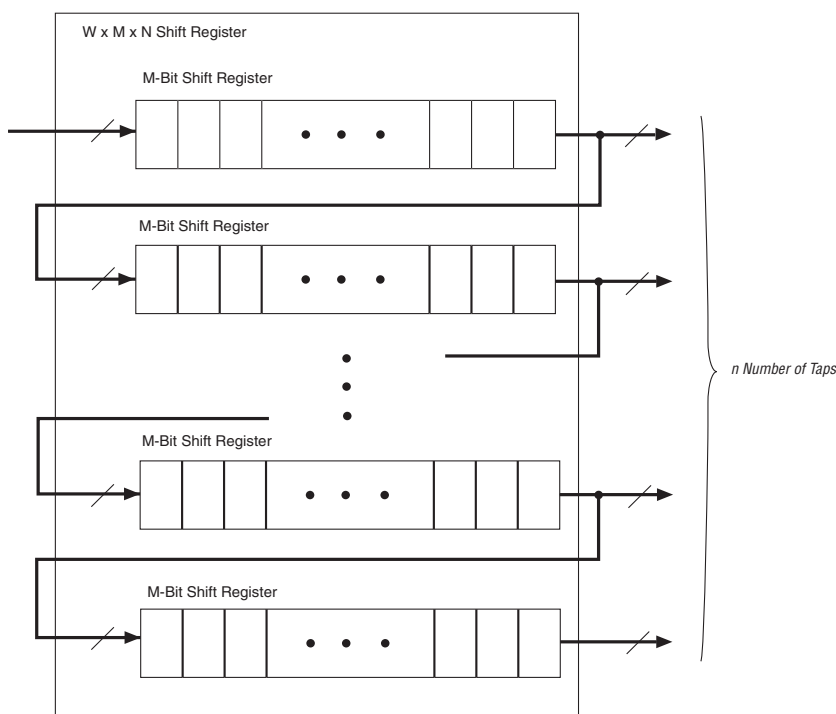 W x M x N Shift Register
M-Bit Shift Register
M-Bit Shift Register
n Number of Taps
M-Bit Shift Register
M-Bit Shift Register